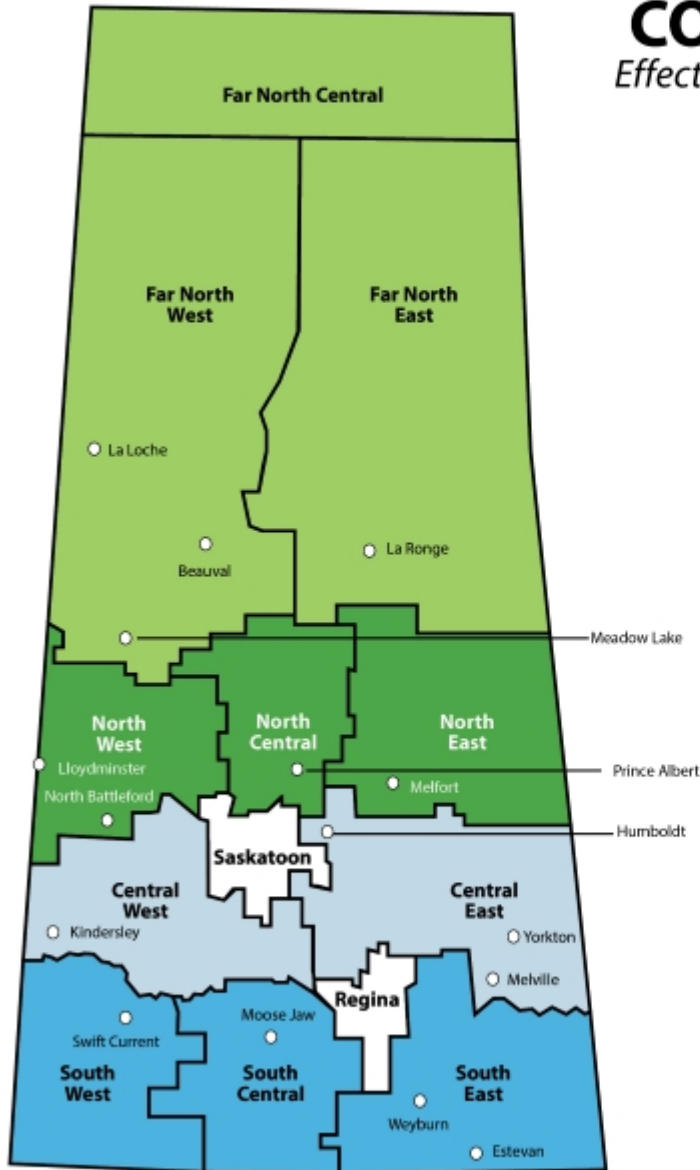 CO
Effect
Far North Central
Far North
West
Far North
East
La Loche
Beauval
La Ronge
Meadow Lake
North
West
North
Central
North
East
Lloydminster
Prince Albert
North Battleford
Melfort
Humboldt
Saskatoon
Central
West
Central
East
Kindersley
Yorkton
Melville
Regina
Moose Jaw
Swift Current
South
West
South
Central
South
East
Weyburn
Estevan